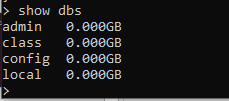 > show dbs
admin   0.000GB
class   0.000GB
config  0.000GB
local   0.000GB
>